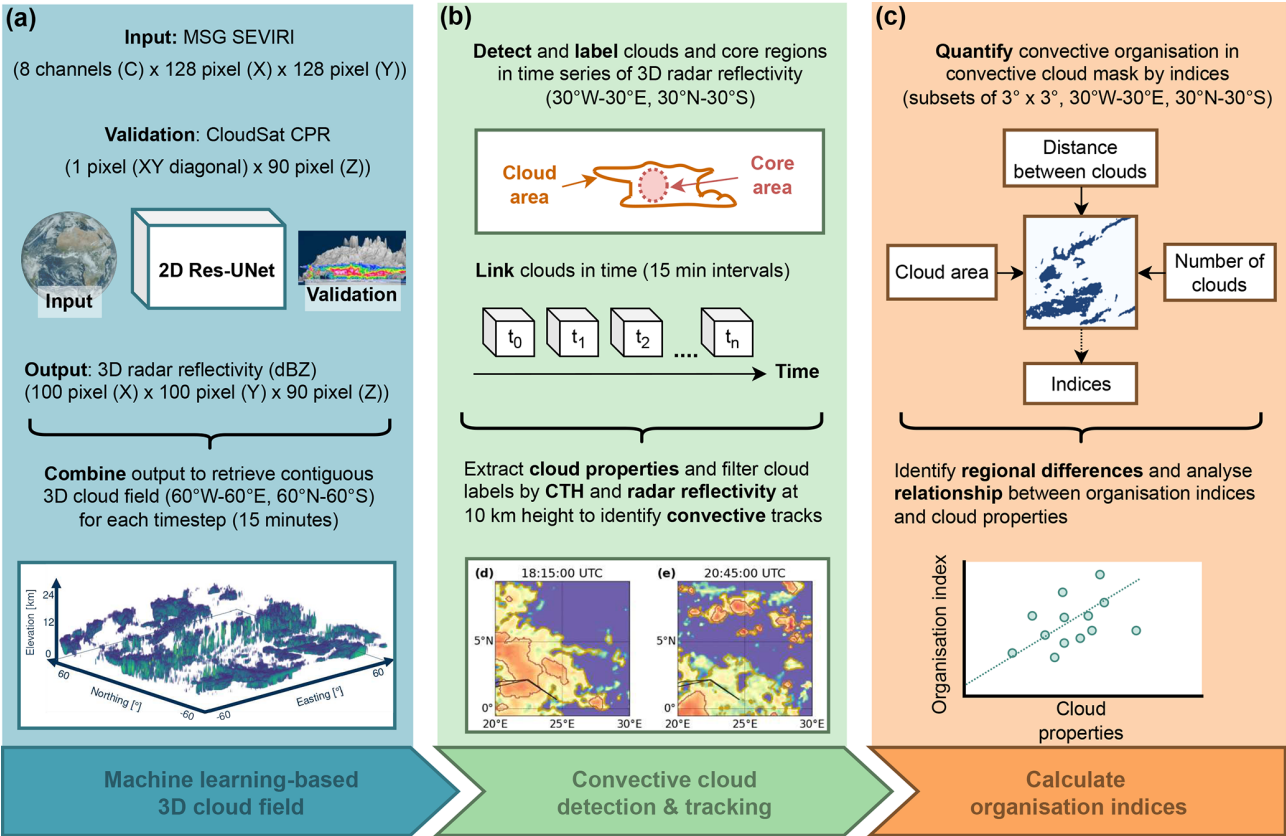 (a)
Input: MSG SEVIRI
(8 channels (C) x 128 pixel (X) x 128 pixel (Y))
Validation: CloudSat CPR
(1 pixel (XY diagonal) x 90 pixel (Z))
Input
2D Res-UNet
Validation
Output: 3D radar reflectivity (dBZ)
(100 pixel (X) x 100 pixel (Y) x 90 pixel (Z))
Combine output to retrieve contiguous
3D cloud field (60°W-60°E, 60°N-60°S)
for each timestep (15 minutes)
Elevation [km]
24
12
0
60
Northing [°]
-60
-60
Easting [°]
60
Machine learning-based
3D cloud field
(b)
Detect and label clouds and core regions
in time series of 3D radar reflectivity
(30°W-30°E, 30°N-30°S)
Cloud
area
Core
area
Link clouds in time (15 min intervals)
t0
t1
t2
....
tn
Time
Extract cloud properties and filter cloud
labels by CTH and radar reflectivity at
10 km height to identify convective tracks
(d)
18:15:00 UTC
5°N
0°
20°E
25°E
30°E
(e)
20:45:00 UTC
5°N
0°
20°E
25°E
30°E
Convective cloud
detection & tracking
(c)
Quantify convective organisation in
convective cloud mask by indices
(subsets of 3° x 3°, 30°W-30°E, 30°N-30°S)
Distance
between clouds
Cloud area
Number of
clouds
Indices
Identify regional differences and analyse
relationship between organisation indices
and cloud properties
Organisation index
Cloud
properties
Calculate
organisation indices